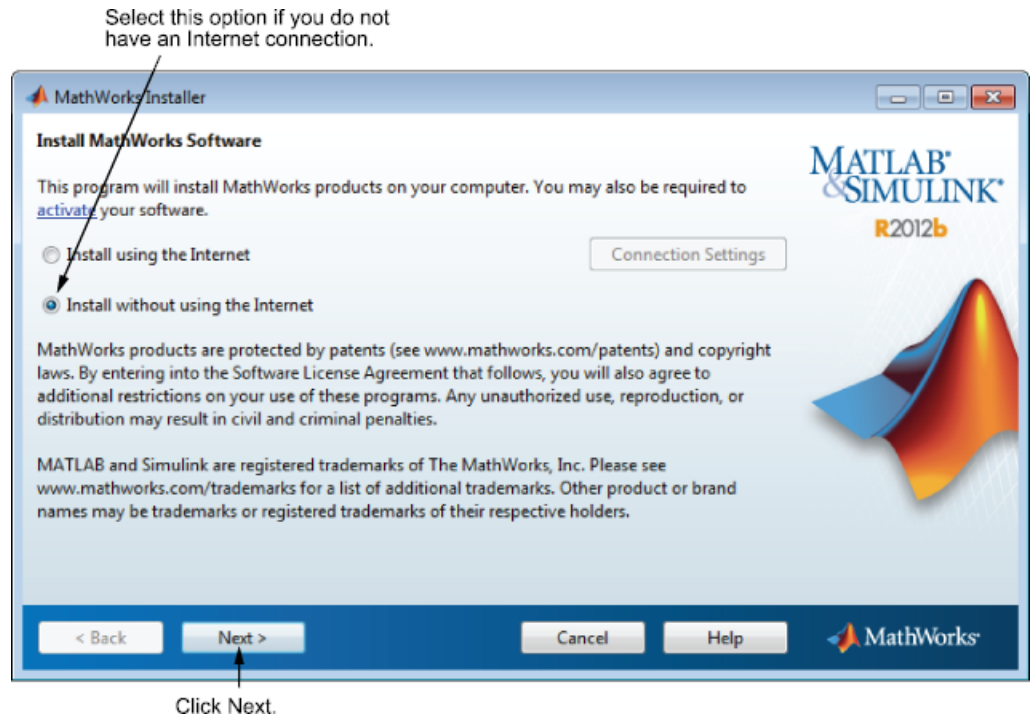 Select this option if you do not
have an Internet connection.
MathWorks Installer
Install MathWorks Software
This program will install MathWorks products on your computer. You may also be required to
activate your software.
Install using the Internet
Connection Settings
Install without using the Internet
MathWorks products are protected by patents (see www.mathworks.com/patents) and copyright
laws. By entering into the Software License Agreement that follows, you will also agree to
additional restrictions on your use of these programs. Any unauthorized use, reproduction, or
distribution may result in civil and criminal penalties.
MATLAB and Simulink are registered trademarks of The MathWorks, Inc. Please see
www.mathworks.com/trademarks for a list of additional trademarks. Other product or brand
names may be trademarks or registered trademarks of their respective holders.
MATLAB®
&SIMULINK®
R2012b
< Back
Next >
Cancel
Help
MathWorks®
Click Next.